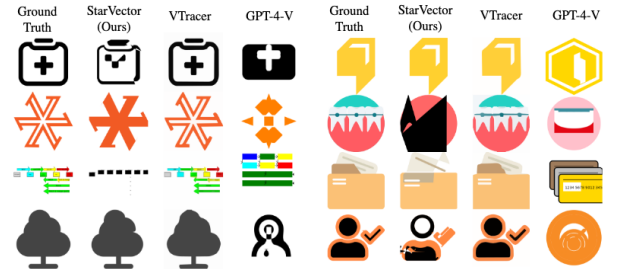 Ground Truth
StarVector (Ours)
VTracer
GPT-4-V
Ground Truth
StarVector (Ours)
VTracer
GPT-4-V